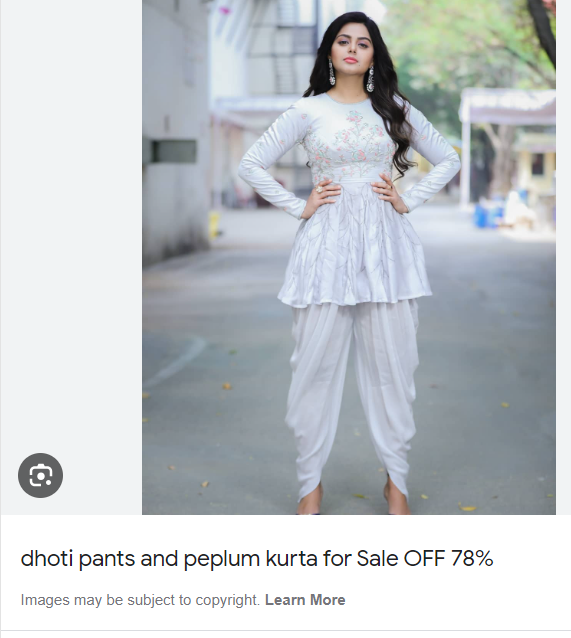 dhoti pants and peplum kurta for Sale OFF 78%
Images may be subject to copyright. Learn More